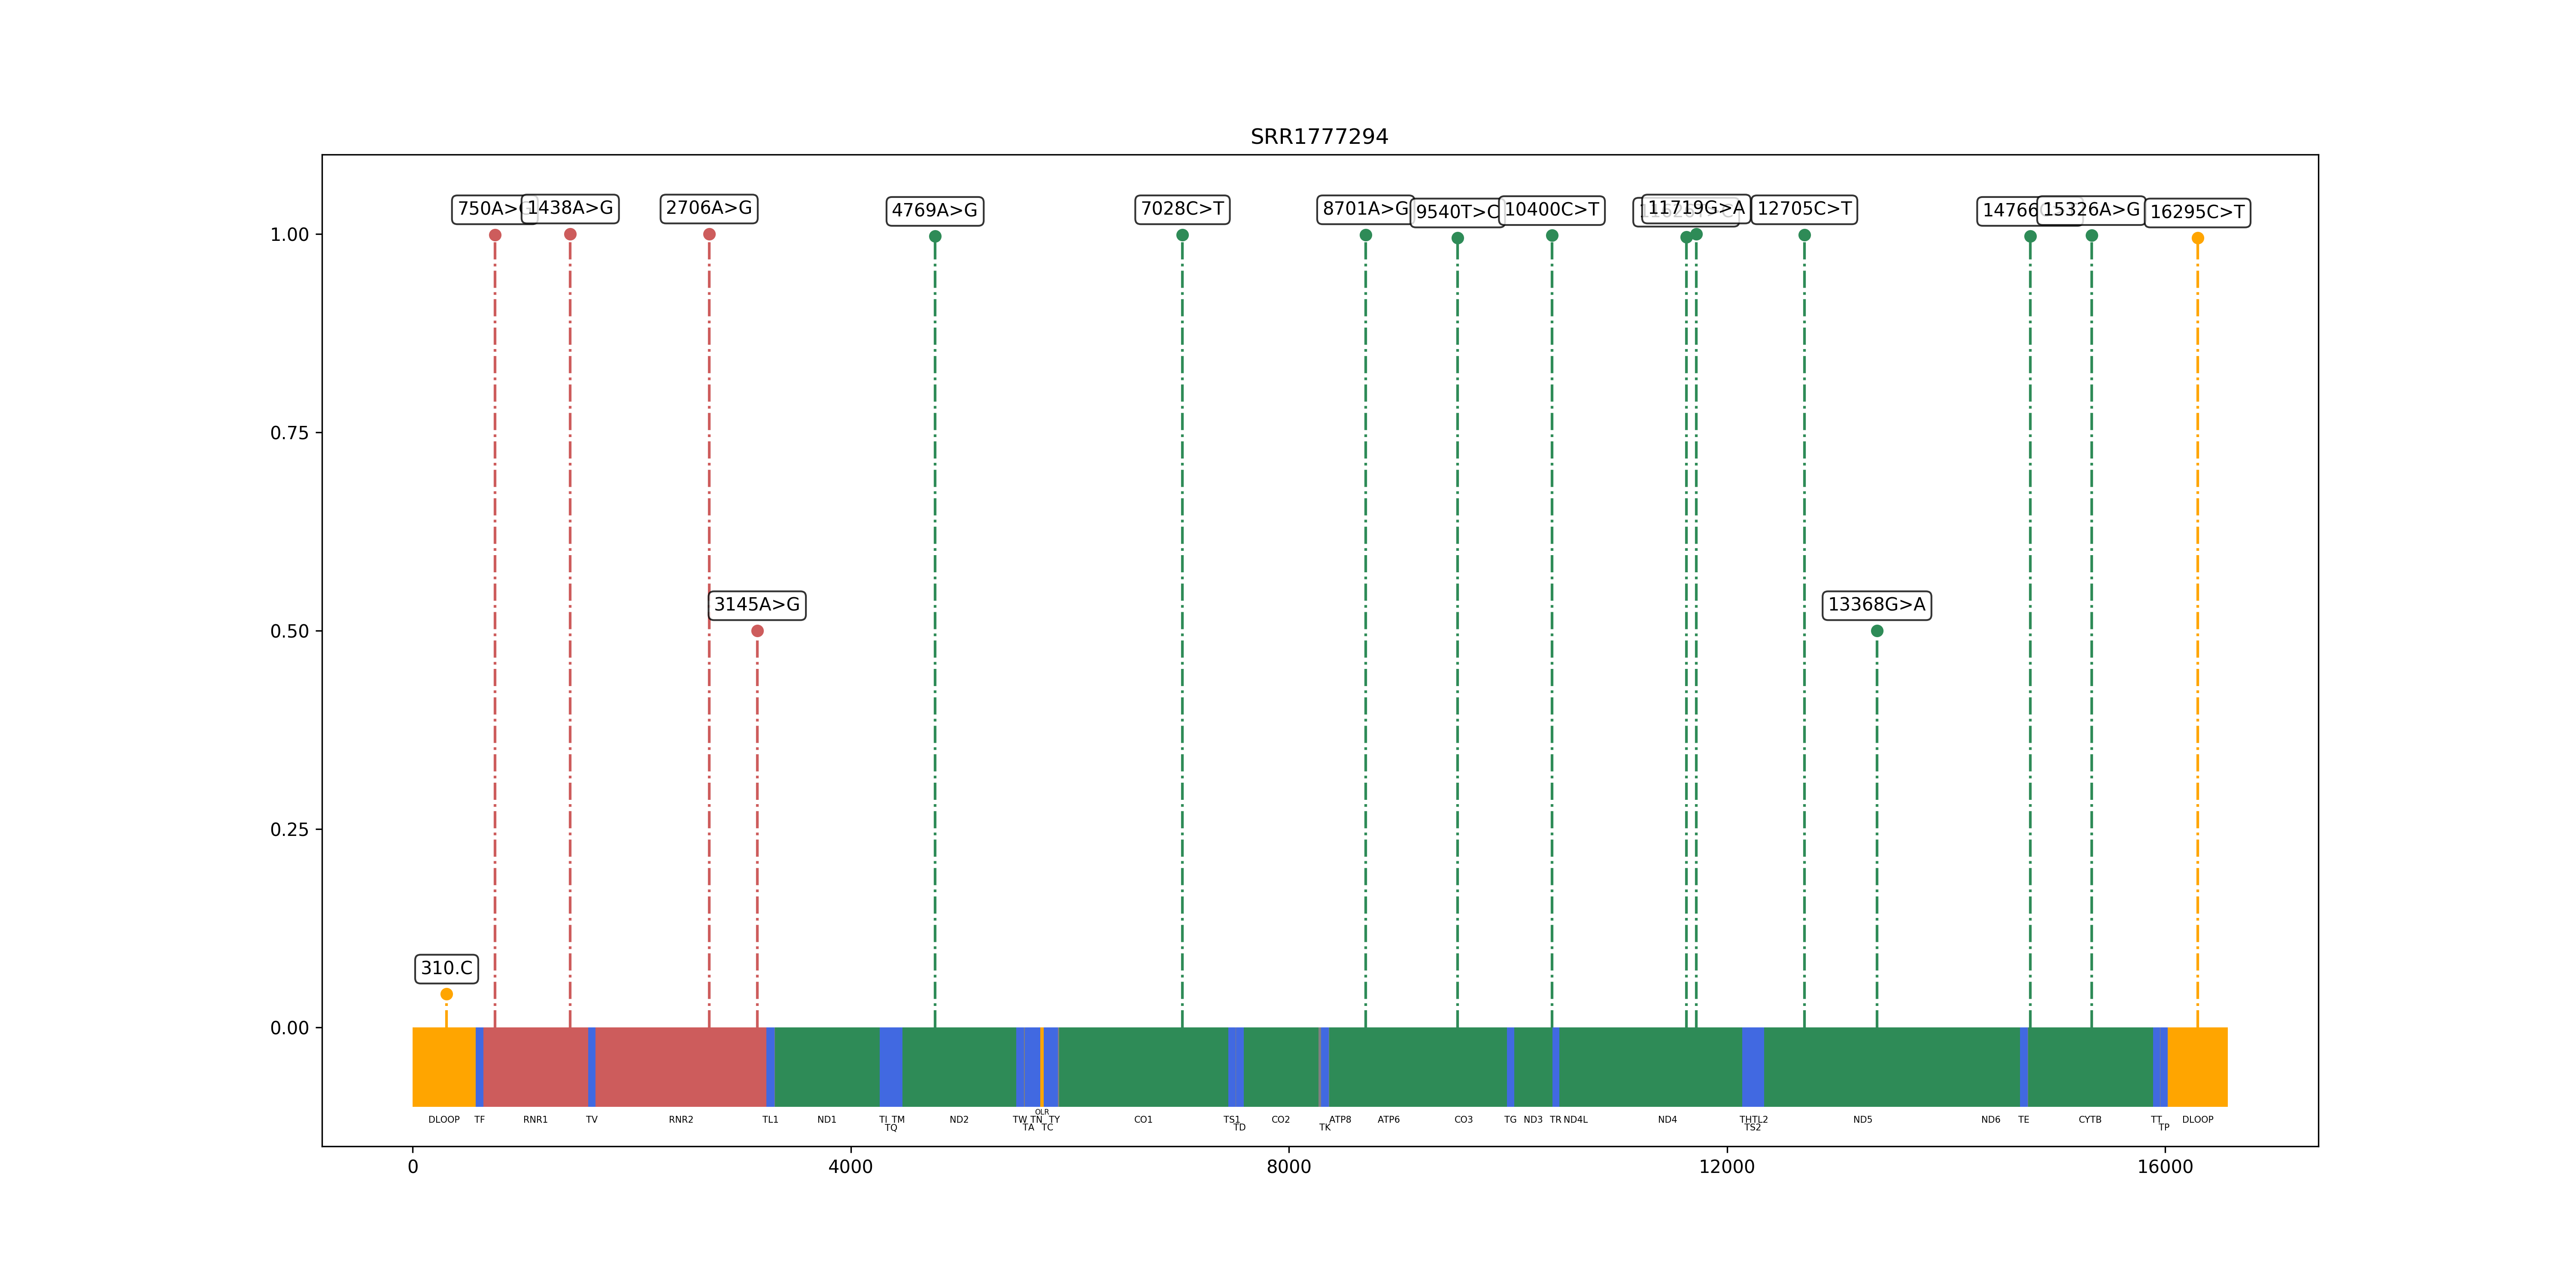 SRR1777294
750A>G
1438A>G
2706A>G
4769A>G
7028C>T
8701A>G
9540T>C
10400C>T
11719G>A
12705C>T
14766
15326A>G
16295C>T
3145A>G
13368G>A
310.C
1.00
0.75
0.50
0.25
0.00
OLR
DLOOP TF RNR1 TV RNR2 TL1 ND1 TI TM ND2 TW TN TY CO1 TS1 CO2 ATP8 ATP6 CO3 TG ND3 TR ND4L ND4 TH TL2 ND5 ND6 TE CYTB TT DLOOP
TQ TA TC TD TK TS2 TP
0 4000 8000 12000 16000